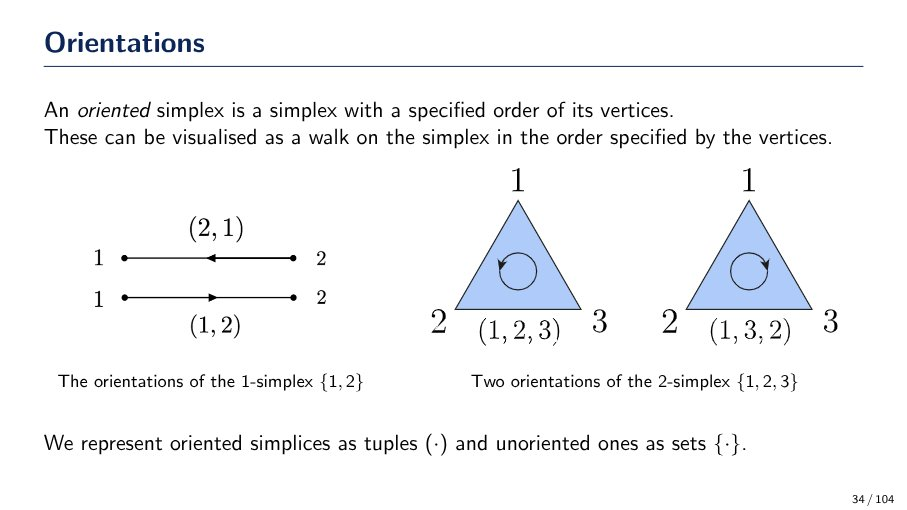 Orientations
An oriented simplex is a simplex with a specified order of its vertices.
These can be visualised as a walk on the simplex in the order specified by the vertices.
(2, 1)
1 2
1 2
(1, 2)
1
2 (1, 2, 3) 3
1
2 (1, 3, 2) 3
The orientations of the 1-simplex {1, 2}
Two orientations of the 2-simplex {1, 2, 3}
We represent oriented simplices as tuples (·) and unoriented ones as sets {·}.
34 / 104